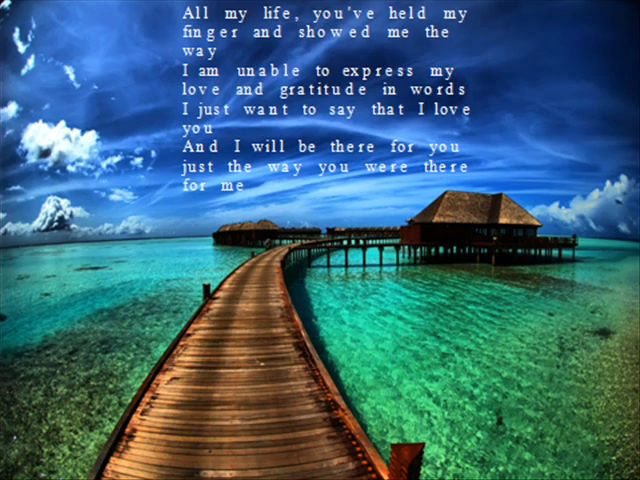 All my life, you've held my
finger and showed me the
way
I am unable to express my
love and gratitude in words
I just want to say that I love
you
And I will be there for you
just the way you were there
for me